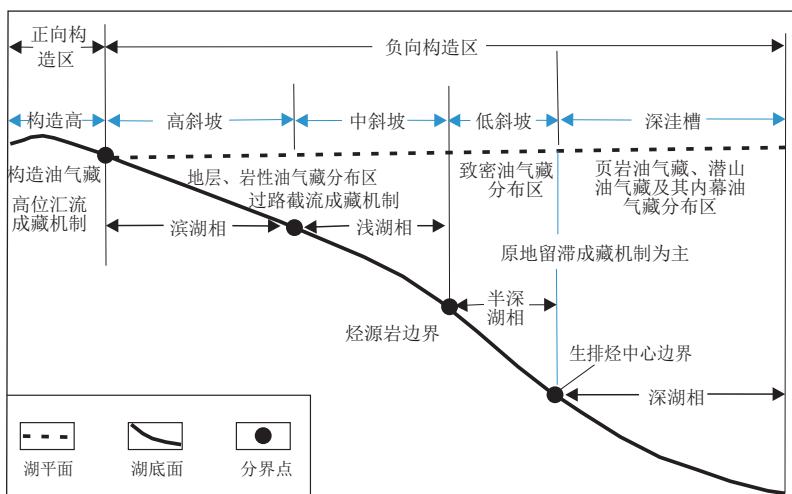 正向构
造区
负向构造区
构造高
高斜坡
中斜坡
低斜坡
深洼槽
构造油气藏
高位汇流
成藏机制
地层、岩性油气藏分布区
过路截流成藏机制
致密油气藏
分布区
页岩油气藏、潜山
油气藏及其内幕油
气藏分布区
滨湖相
浅湖相
原地留滞成藏机制为主
半深
湖相
烃源岩边界
生排烃中心边界
深湖相
湖平面
湖底面
分界点